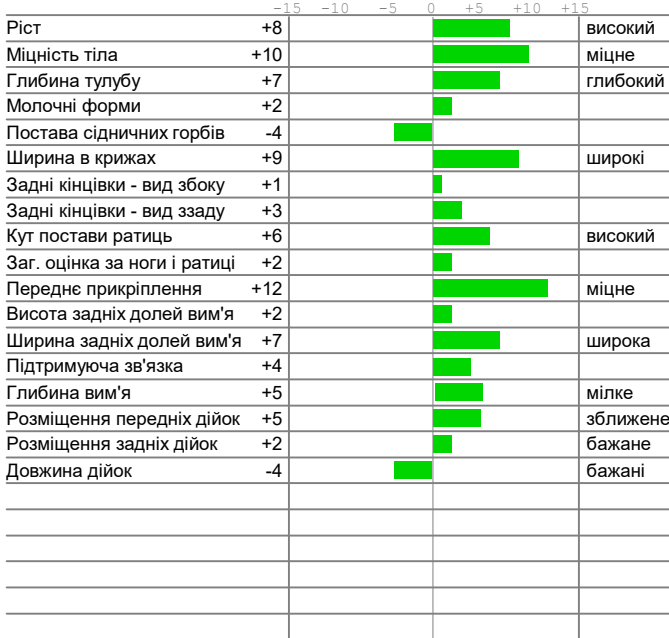 -15 -10 -5 0 +5 +10 +15
Ріст +8 високий
Міцність тіла +10 міцне
Глибина тулубу +7 глибокий
Молочні форми +2
Постава сідничних горбів -4
Ширина в крижах +9 широкі
Задні кінцівки - вид збоку +1
Задні кінцівки - вид ззаду +3
Кут постави ратиць +6 високий
Заг. оцінка за ноги і ратиці +2
Переднє прикріплення +12 міцне
Висота задніх долей вим'я +2
Ширина задніх долей вим'я +7 широка
Підтримуюча зв'язка +4
Глибина вим'я +5 мілке
Розміщення передніх дійок +5 зближене
Розміщення задніх дійок +2 бажане
Довжина дійок -4 бажані